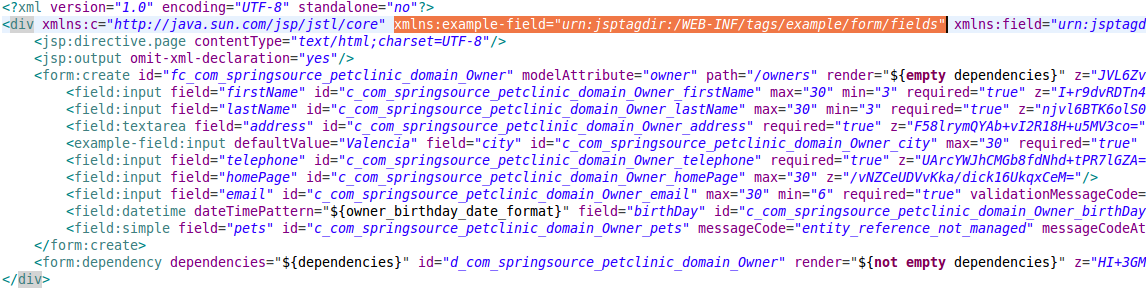 <?xml version="1.0" encoding="UTF-8" standalone="no"?>
<div xmlns:c="http://java.sun.com/jsp/jstl/core" xmlns:example-field="urn:jsptagdir:/WEB-INF/tags/example/form/fields" xmlns:field="urn:jsptagd
<jsp:directive.page contentType="text/html;charset=UTF-8"/>
<jsp:output omit-xml-declaration="yes"/>
<form:create id="fc_com_springsource_petclinic_domain_Owner" modelAttribute="owner" path="/owners" render="${empty dependencies}" z="JVL6Zv
<field:input field="firstName" id="c_com_springsource_petclinic_domain_Owner_firstName" max="30" min="3" required="true" z="I+r9dvRDTn4
<field:input field="lastName" id="c_com_springsource_petclinic_domain_Owner_lastName" max="30" min="3" required="true" z="njvl6BTK6olS0
<field:textarea field="address" id="c_com_springsource_petclinic_domain_Owner_address" required="true" z="F58lrymQYAb+vI2R18H+u5MV3co="
<example-field:input defaultValue="Valencia" field="city" id="c_com_springsource_petclinic_domain_Owner_city" max="30" required="true"
<field:input field="telephone" id="c_com_springsource_petclinic_domain_Owner_telephone" required="true" z="UArcYWJhCMGb8fdNhd+tPR7lGZA=
<field:input field="homePage" id="c_com_springsource_petclinic_domain_Owner_homePage" max="30" z="/vNZCeUDVvKka/dick16UkqxCeM="/>
<field:input field="email" id="c_com_springsource_petclinic_domain_Owner_email" max="30" min="6" required="true" validationMessageCode=
<field:datetime dateTimePattern="${owner_birthday_date_format}" field="birthDay" id="c_com_springsource_petclinic_domain_Owner_birthDay
<field:simple field="pets" id="c_com_springsource_petclinic_domain_Owner_pets" messageCode="entity_reference_not_managed" messageCodeAt
</form:create>
<form:dependency dependencies="${dependencies}" id="d_com_springsource_petclinic_domain_Owner" render="${not empty dependencies}" z="HI+3GM
</div>